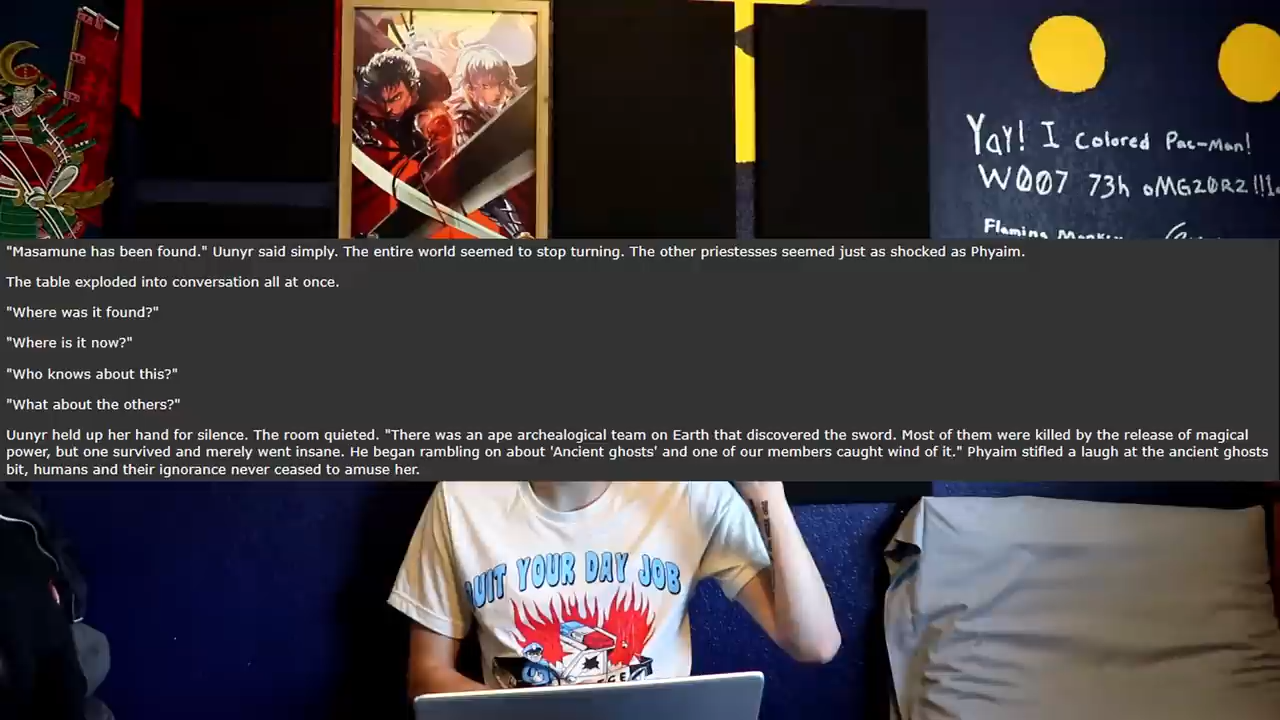 Yay! I Colored Pac-Man!
W007 73h oMGZ0RZ!!1
Flaming Monkey
"Masamune has been found." Uunyr said simply. The entire world seemed to stop turning. The other priestesses seemed just as shocked as Phyaim.
The table exploded into conversation all at once.
"Where was it found?"
"Where is it now?"
"Who knows about this?"
"What about the others?"
Uunyr held up her hand for silence. The room quieted. "There was an ape archealogical team on Earth that discovered the sword. Most of them were killed by the release of magical
power, but one survived and merely went insane. He began rambling on about 'Ancient ghosts' and one of our members caught wind of it." Phyaim stifled a laugh at the ancient ghosts
bit, humans and their ignorance never ceased to amuse her.
QUIT YOUR DAY JOB